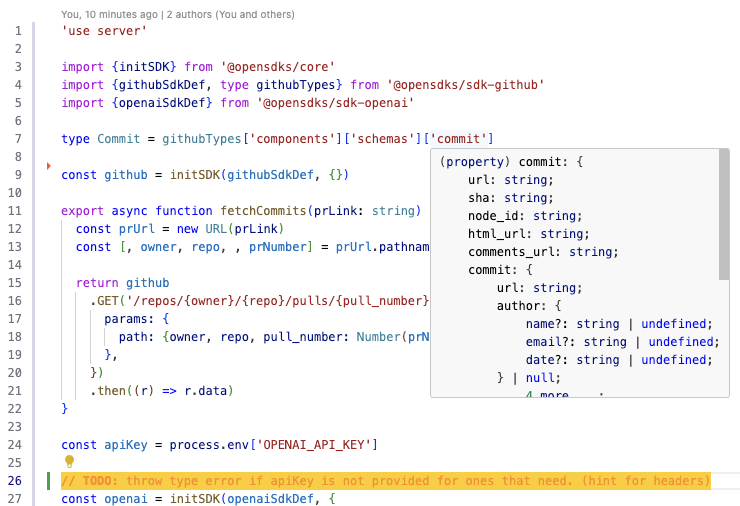 You, 10 minutes ago | 2 authors (You and others)
1 'use server'
2
3 import {initSDK} from '@opensdks/core'
4 import {githubSdkDef, type githubTypes} from '@opensdks/sdk-github'
5 import {openaiSdkDef} from '@opensdks/sdk-openai'
6
7 type Commit = githubTypes['components']['schemas']['commit']
8
9 const github = initSDK(githubSdkDef, {})
10
11 export async function fetchCommits(prLink: string)
12 const prUrl = new URL(prLink)
13 const [, owner, repo, , prNumber] = prUrl.pathnam
14
15 return github
16 .GET('/repos/{owner}/{repo}/pulls/{pull_number}
17 params: {
18 path: {owner, repo, pull_number: Number(prN
19 },
20 })
21 .then((r) => r.data)
22 }
23
24 const apiKey = process.env['OPENAI_API_KEY']
25
26 // TODO: throw type error if apiKey is not provided for ones that need. (hint for headers)
27 const openai = initSDK(openaiSdkDef, {
(property) commit: {
url: string;
sha: string;
node_id: string;
html_url: string;
comments_url: string;
commit: {
url: string;
author: {
name?: string | undefined;
email?: string | undefined;
date?: string | undefined;
} | null;
4 more